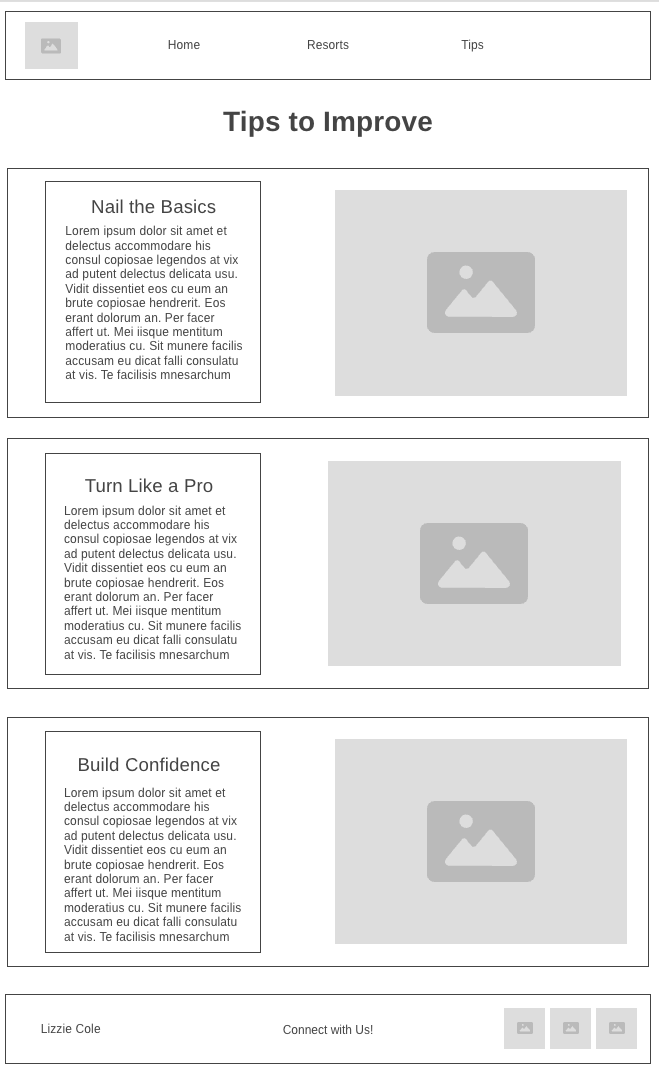 Home Resorts Tips
Tips to Improve
Nail the Basics
Lorem ipsum dolor sit amet et
delectus accommodare his
consul copiosae legendos at vix
ad putent delectus delicata usu.
Vidit dissentiet eos cu eum an
brute copiosae hendrerit. Eos
erant dolorum an. Per facer
affert ut. Mei iisque mentitum
moderatius cu. Sit munere facilis
accusam eu dicat falli consulatu
at vis. Te facilisis mnesarchum
Turn Like a Pro
Lorem ipsum dolor sit amet et
delectus accommodare his
consul copiosae legendos at vix
ad putent delectus delicata usu.
Vidit dissentiet eos cu eum an
brute copiosae hendrerit. Eos
erant dolorum an. Per facer
affert ut. Mei iisque mentitum
moderatius cu. Sit munere facilis
accusam eu dicat falli consulatu
at vis. Te facilisis mnesarchum
Build Confidence
Lorem ipsum dolor sit amet et
delectus accommodare his
consul copiosae legendos at vix
ad putent delectus delicata usu.
Vidit dissentiet eos cu eum an
brute copiosae hendrerit. Eos
erant dolorum an. Per facer
affert ut. Mei iisque mentitum
moderatius cu. Sit munere facilis
accusam eu dicat falli consulatu
at vis. Te facilisis mnesarchum
Lizzie Cole Connect with Us!